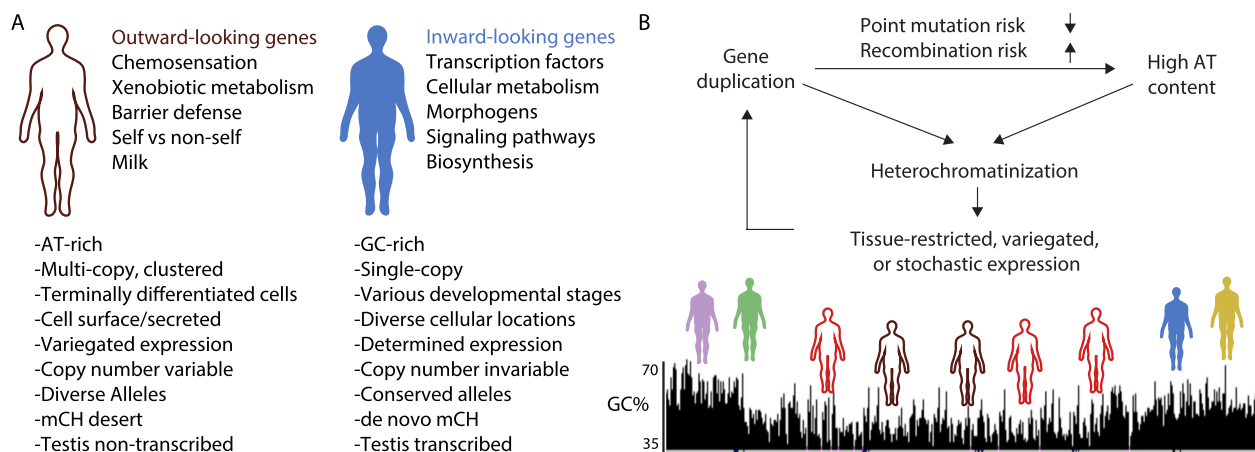 A
Outward-looking genes
Chemosensation
Xenobiotic metabolism
Barrier defense
Self vs non-self
Milk
-AT-rich
-Multi-copy, clustered
-Terminally differentiated cells
-Cell surface/secreted
-Variegated expression
-Copy number variable
-Diverse Alleles
-mCH desert
-Testis non-transcribed
Inward-looking genes
Transcription factors
Cellular metabolism
Morphogens
Signaling pathways
Biosynthesis
-GC-rich
-Single-copy
-Various developmental stages
-Diverse cellular locations
-Determined expression
-Copy number invariable
-Conserved alleles
-de novo mCH
-Testis transcribed
B
Point mutation risk
Recombination risk
Gene
duplication
High AT
content
Heterochromatinization
Tissue-restricted, variegated,
or stochastic expression
70
GC%
35